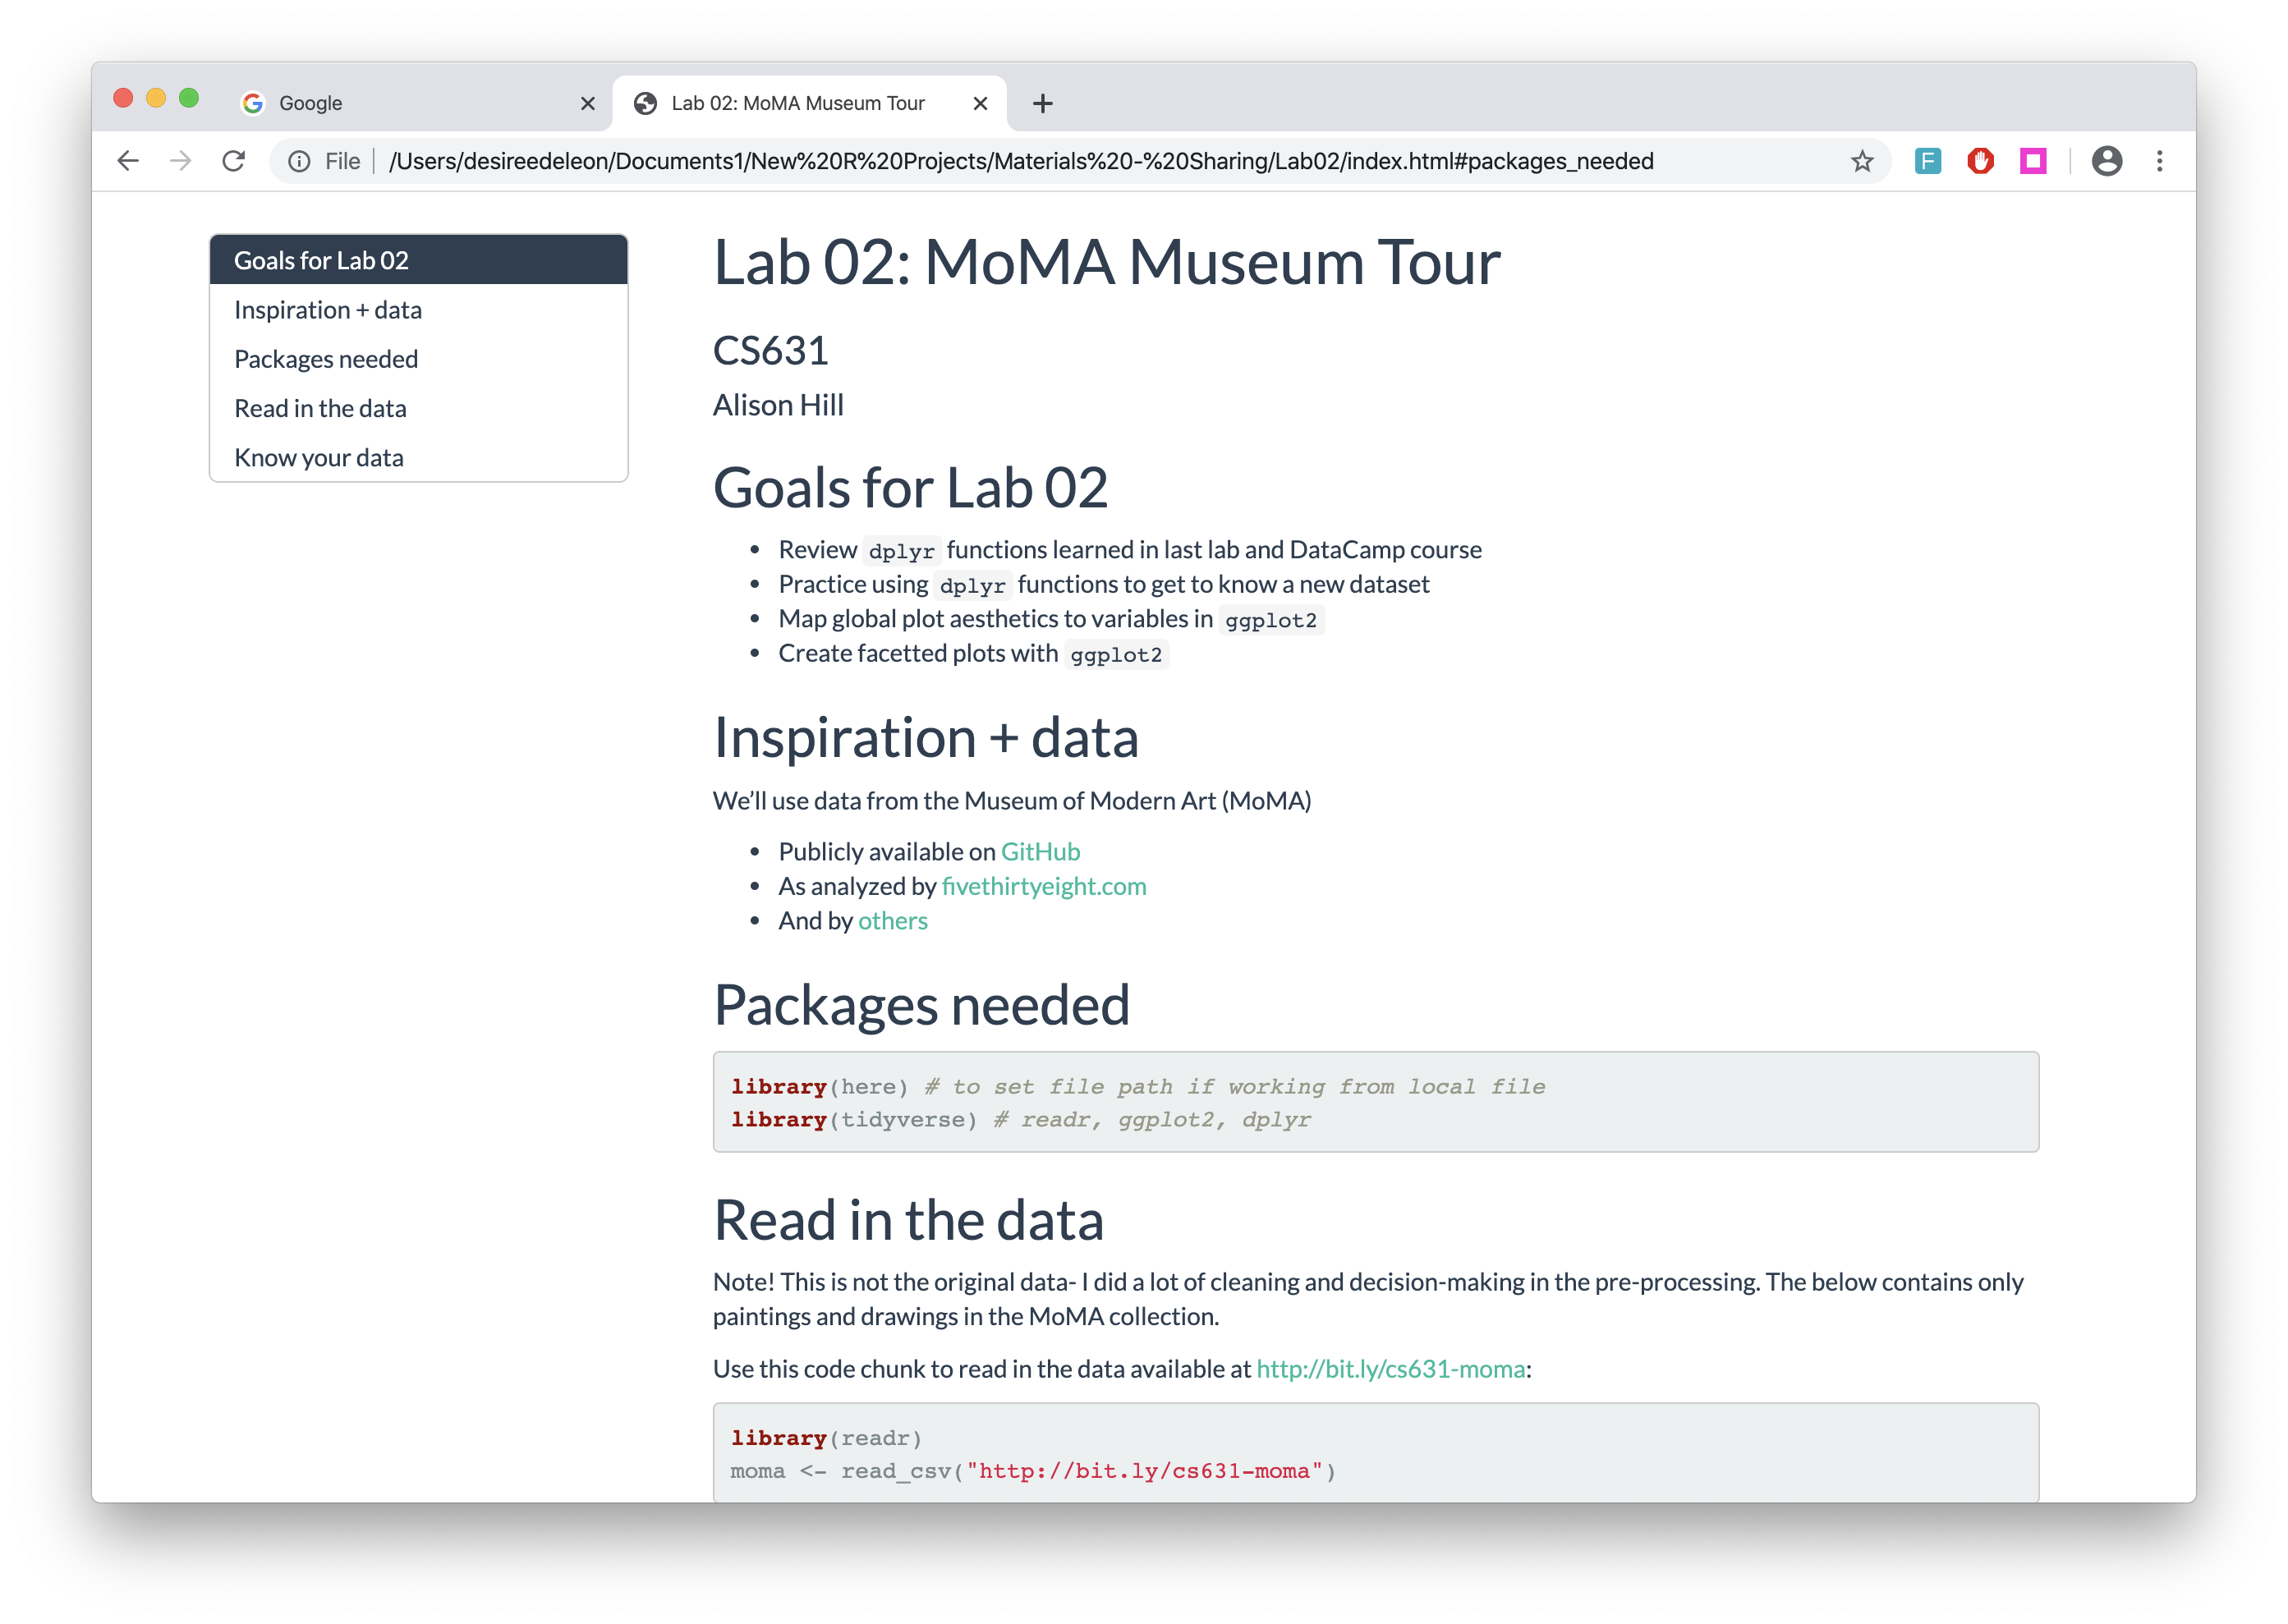 Google
Lab 02: MoMA Museum Tour
File
/Users/desireedeleon/Documents1/New%20R%20Projects/Materials%20-%20Sharing/Lab02/index.html#packages_needed
F
Goals for Lab 02
Inspiration + data
Packages needed
Read in the data
Know your data
Lab 02: MoMA Museum Tour
CS631
Alison Hill
Goals for Lab 02
• Review dplyr functions learned in last lab and DataCamp course
• Practice using dplyr functions to get to know a new dataset
• Map global plot aesthetics to variables in ggplot2
• Create facetted plots with ggplot2
Inspiration + data
We’ll use data from the Museum of Modern Art (MoMA)
• Publicly available on GitHub
• As analyzed by fivethirtyeight.com
• And by others
Packages needed
library(here) # to set file path if working from local file
library(tidyverse) # readr, ggplot2, dplyr
Read in the data
Note! This is not the original data- I did a lot of cleaning and decision-making in the pre-processing. The below contains only
paintings and drawings in the MoMA collection.
Use this code chunk to read in the data available at http://bit.ly/cs631-moma:
library(readr)
moma <- read_csv("http://bit.ly/cs631-moma")